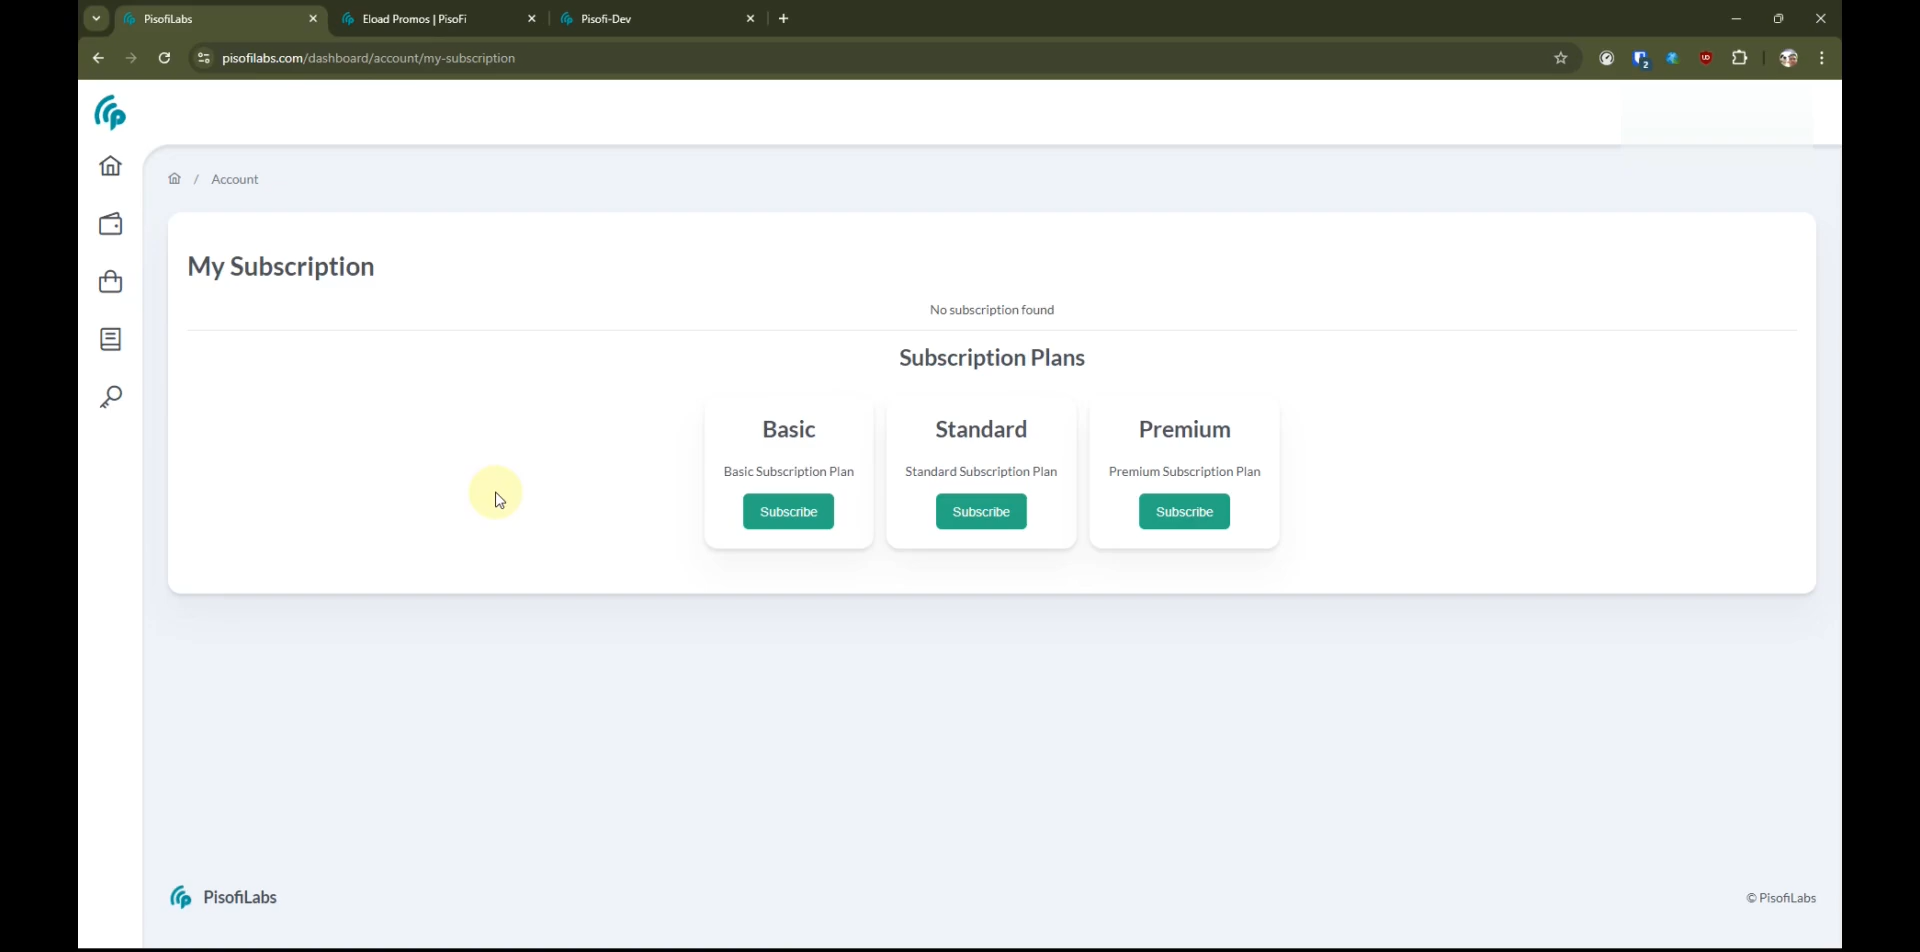 PisofiLabs
Eload Promos | PisoFi
Pisofi-Dev
pisofilabs.com/dashboard/account/my-subscription
2
/ Account
My Subscription
No subscription found
Subscription Plans
Basic
Standard
Premium
Basic Subscription Plan
Standard Subscription Plan
Premium Subscription Plan
Subscribe
Subscribe
Subscribe
PisofiLabs
© PisofiLabs